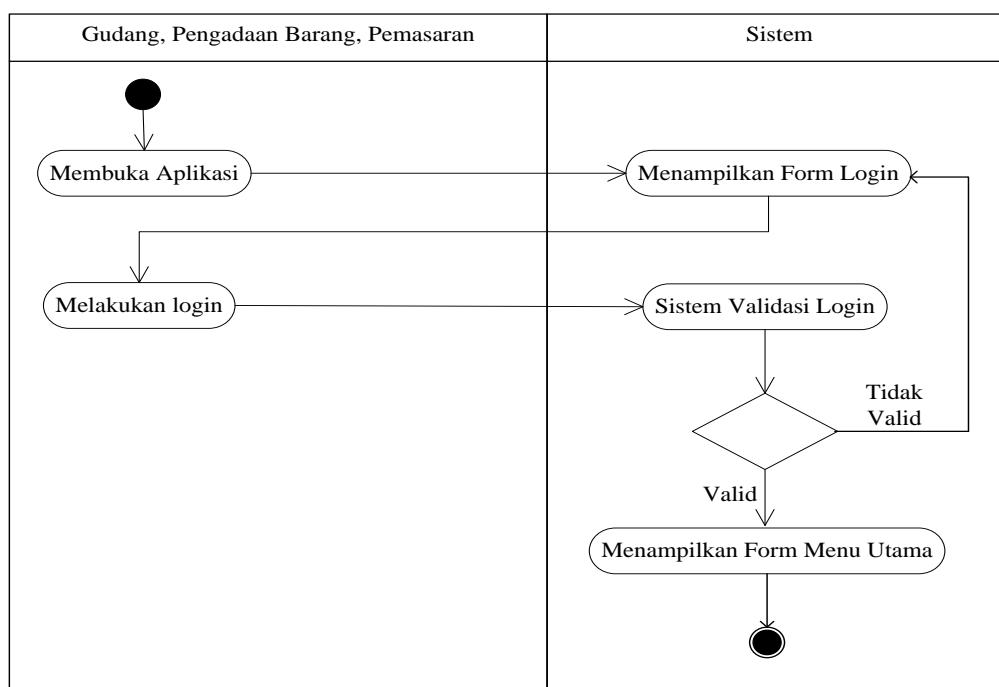 Gudang, Pengadaan Barang, Pemasaran
Sistem
Membuka Aplikasi
Menampilkan Form Login
Melakukan login
Sistem Validasi Login
Tidak
Valid
Valid
Menampilkan Form Menu Utama